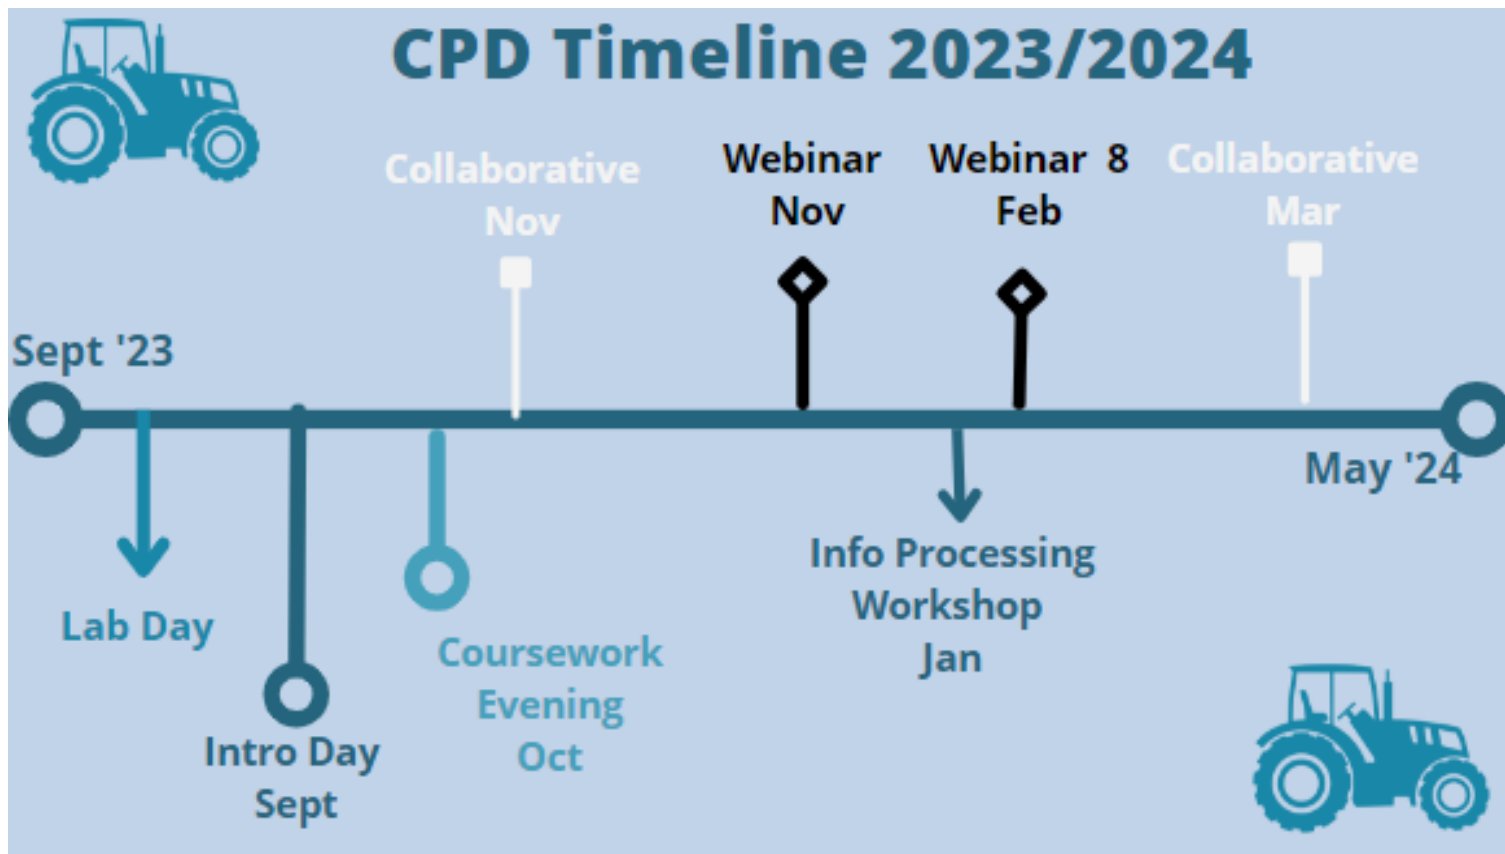 CPD Timeline 2023/2024
Collaborative
Nov
Webinar
Nov
Webinar 8
Feb
Collaborative
Mar
Sept '23
May '24
Lab Day
Intro Day
Sept
Coursework
Evening
Oct
Info Processing
Workshop
Jan